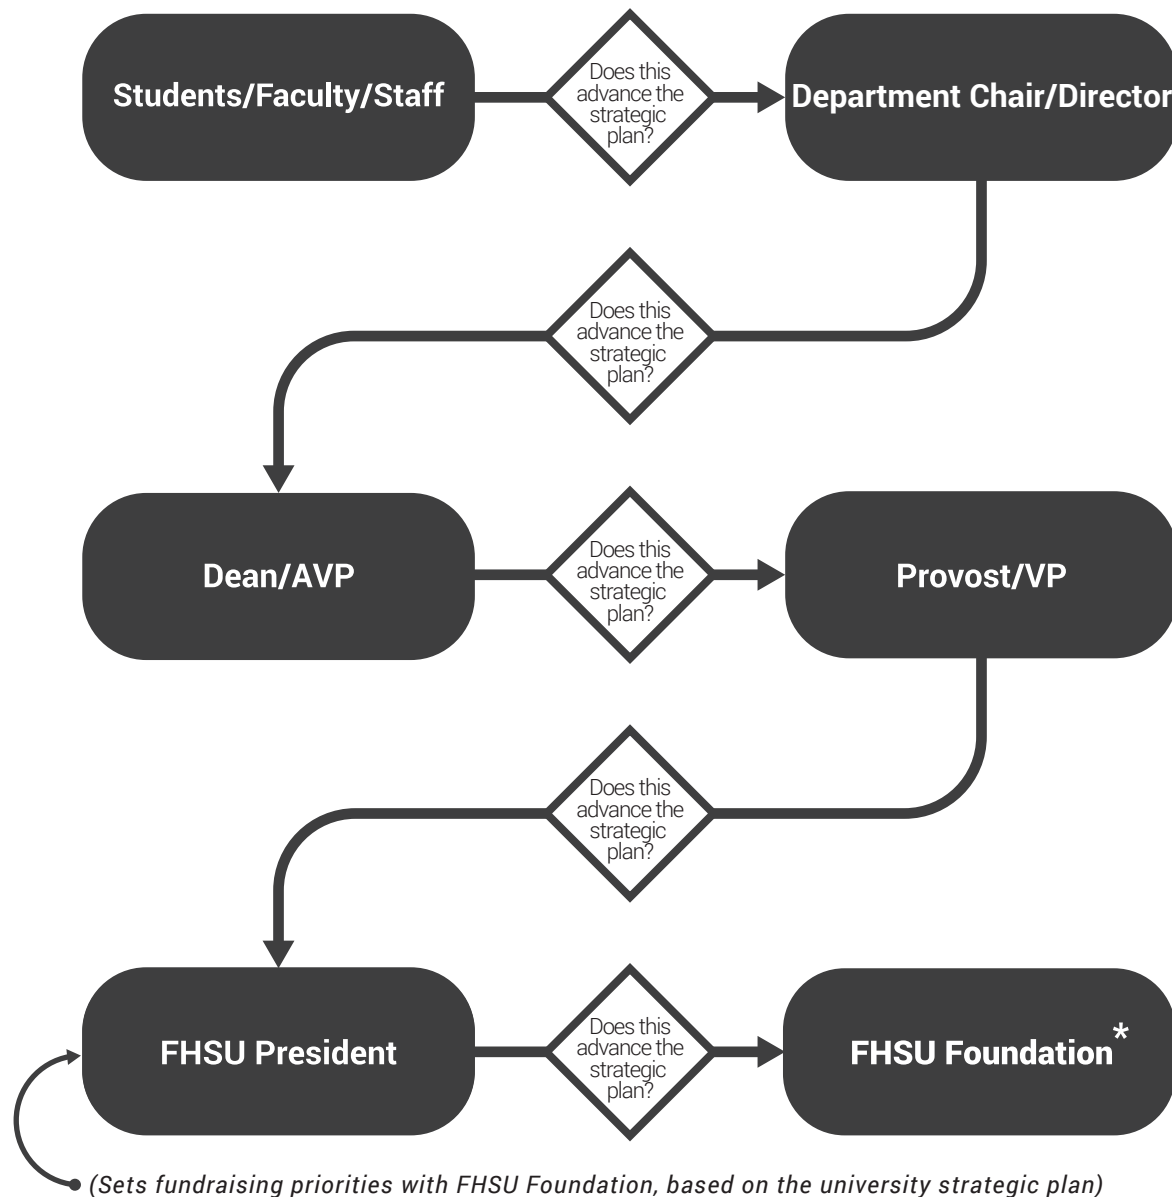 Students/Faculty/Staff
Does this
advance the
strategic
plan?
Department Chair/Director
Does this
advance the
strategic
plan?
Dean/AVP
Does this
advance the
strategic
plan?
Provost/VP
Does this
advance the
strategic
plan?
FHSU President
Does this
advance the
strategic
plan?
FHSU Foundation*
(Sets fundraising priorities with FHSU Foundation, based on the university strategic plan)